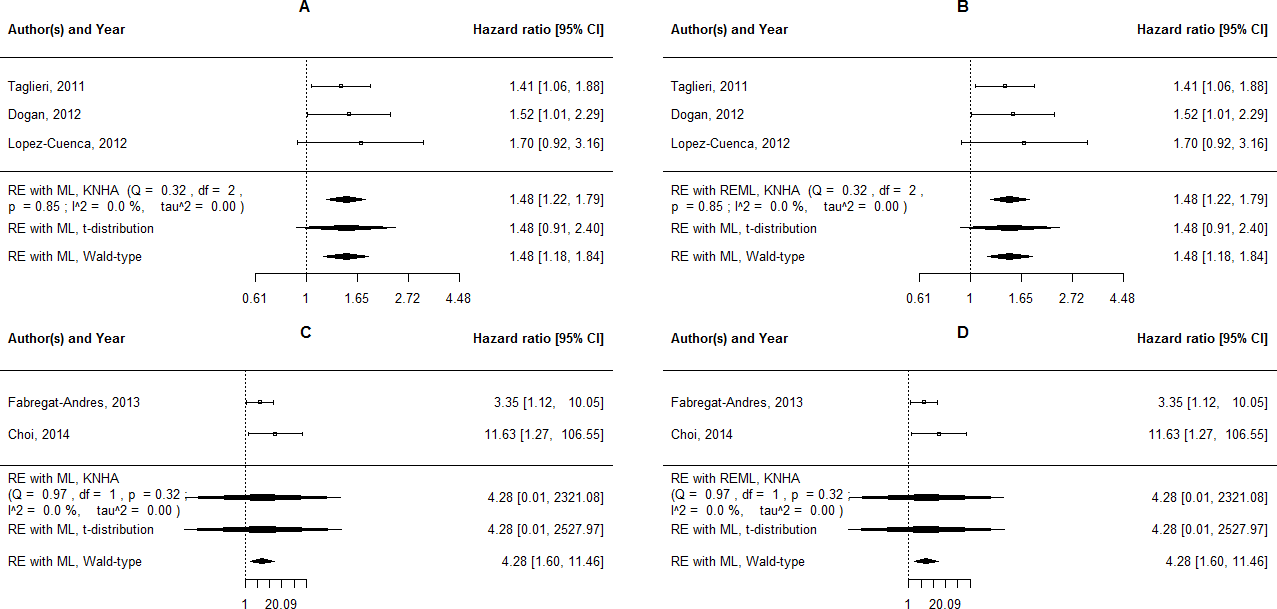 A
Author(s) and Year Hazard ratio [95% CI]
Taglieri, 2011 1.41 [1.06, 1.88]
Dogan, 2012 1.52 [1.01, 2.29]
Lopez-Cuenca, 2012 1.70 [0.92, 3.16]
RE with ML, KNHA (Q = 0.32 , df = 2 ,
p = 0.85 ; I^2 = 0.0 %, tau^2 = 0.00 ) 1.48 [1.22, 1.79]
RE with ML, t-distribution 1.48 [0.91, 2.40]
RE with ML, Wald-type 1.48 [1.18, 1.84]
0.61 1 1.65 2.72 4.48
B
Author(s) and Year Hazard ratio [95% CI]
Taglieri, 2011 1.41 [1.06, 1.88]
Dogan, 2012 1.52 [1.01, 2.29]
Lopez-Cuenca, 2012 1.70 [0.92, 3.16]
RE with REML, KNHA (Q = 0.32 , df = 2 ,
p = 0.85 ; I^2 = 0.0 %, tau^2 = 0.00 ) 1.48 [1.22, 1.79]
RE with ML, t-distribution 1.48 [0.91, 2.40]
RE with ML, Wald-type 1.48 [1.18, 1.84]
0.61 1 1.65 2.72 4.48
C
Author(s) and Year Hazard ratio [95% CI]
Fabregat-Andres, 2013 3.35 [1.12, 10.05]
Choi, 2014 11.63 [1.27, 106.55]
RE with ML, KNHA
(Q = 0.97 , df = 1 , p = 0.32 ; 4.28 [0.01, 2321.08]
I^2 = 0.0 %, tau^2 = 0.00 )
RE with ML, t-distribution 4.28 [0.01, 2527.97]
RE with ML, Wald-type 4.28 [1.60, 11.46]
1 20.09
D
Author(s) and Year Hazard ratio [95% CI]
Fabregat-Andres, 2013 3.35 [1.12, 10.05]
Choi, 2014 11.63 [1.27, 106.55]
RE with REML, KNHA
(Q = 0.97 , df = 1 , p = 0.32 ; 4.28 [0.01, 2321.08]
I^2 = 0.0 %, tau^2 = 0.00 )
RE with ML, t-distribution 4.28 [0.01, 2527.97]
RE with ML, Wald-type 4.28 [1.60, 11.46]
1 20.09